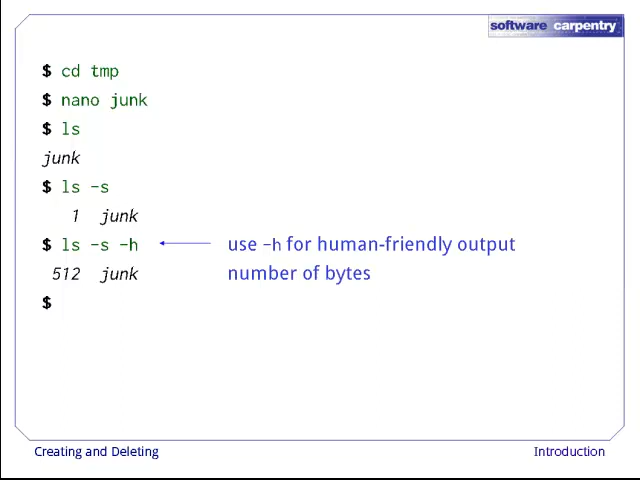 software carpentry
$ cd tmp
$ nano junk
$ ls
junk
$ ls -s
1 junk
$ ls -s -h use -h for human-friendly output
512 junk number of bytes
$
Creating and Deleting Introduction